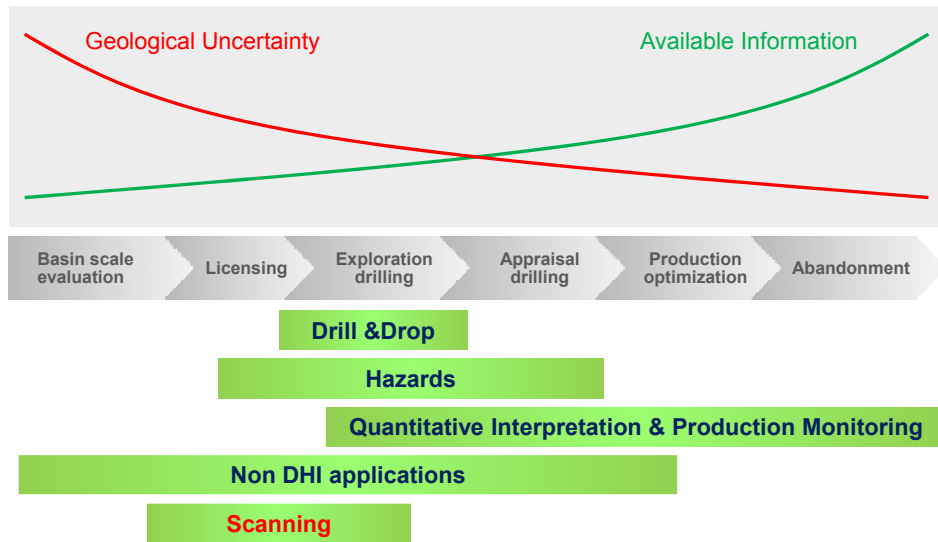 Geological Uncertainty
Available Information
Basin scale
evaluation
Licensing
Exploration
drilling
Appraisal
drilling
Production
optimization
Abandonment
Drill &Drop
Hazards
Quantitative Interpretation & Production Monitoring
Non DHI applications
Scanning